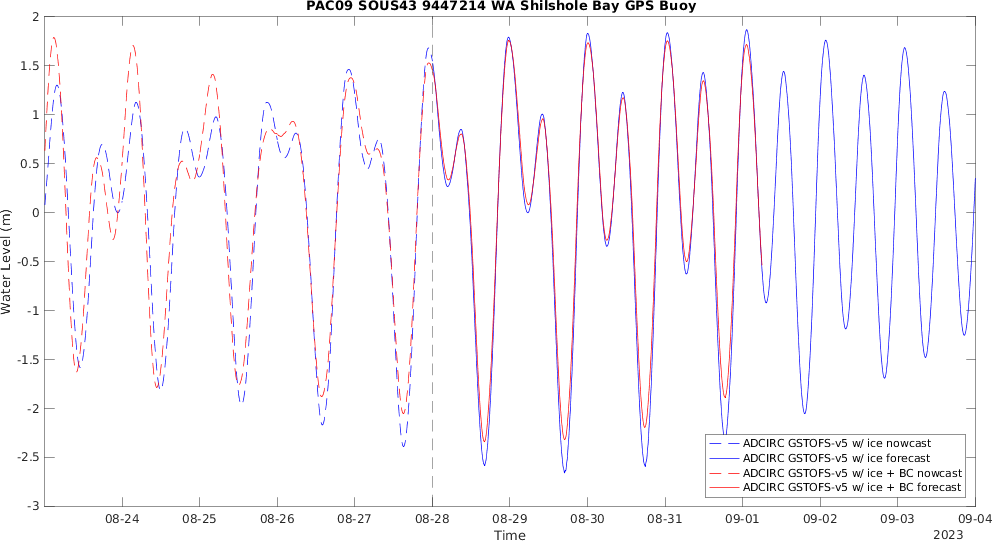 PAC09 SOUS43 9447214 WA Shilshole Bay GPS Buoy
Water Level (m)
2
1.5
1
0.5
0
-0.5
-1
-1.5
-2
-2.5
-3
ADCIRC GSTOFS-v5 w/ ice nowcast
ADCIRC GSTOFS-v5 w/ ice forecast
ADCIRC GSTOFS-v5 w/ ice + BC nowcast
ADCIRC GSTOFS-v5 w/ ice + BC forecast
08-24 08-25 08-26 08-27 08-28 08-29 08-30 08-31 09-01 09-02 09-03 09-04
Time
2023